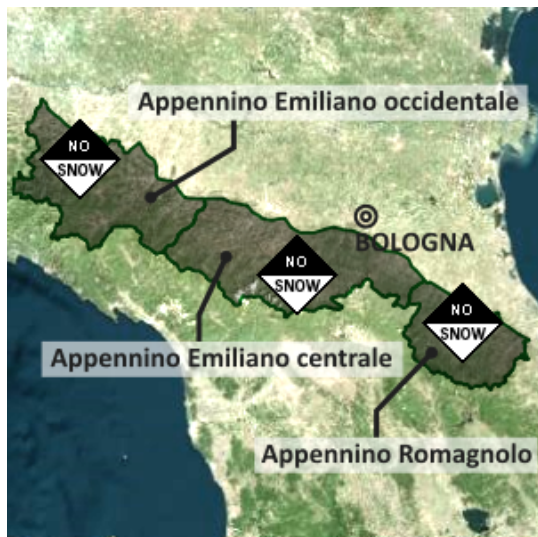 Appennino Emiliano occidentale
NO
SNOW
BOLOGNA
NO
SNOW
NO
SNOW
Appennino Emiliano centrale
Appennino Romagnolo